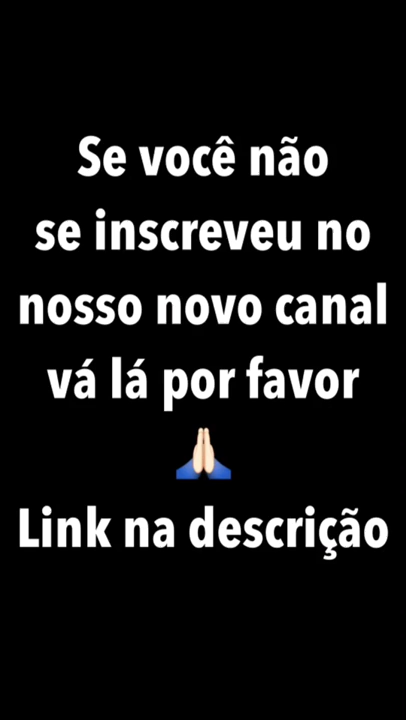 Se você não
se inscreveu no
nosso novo canal
vá lá por favor
🙏🏻
Link na descrição